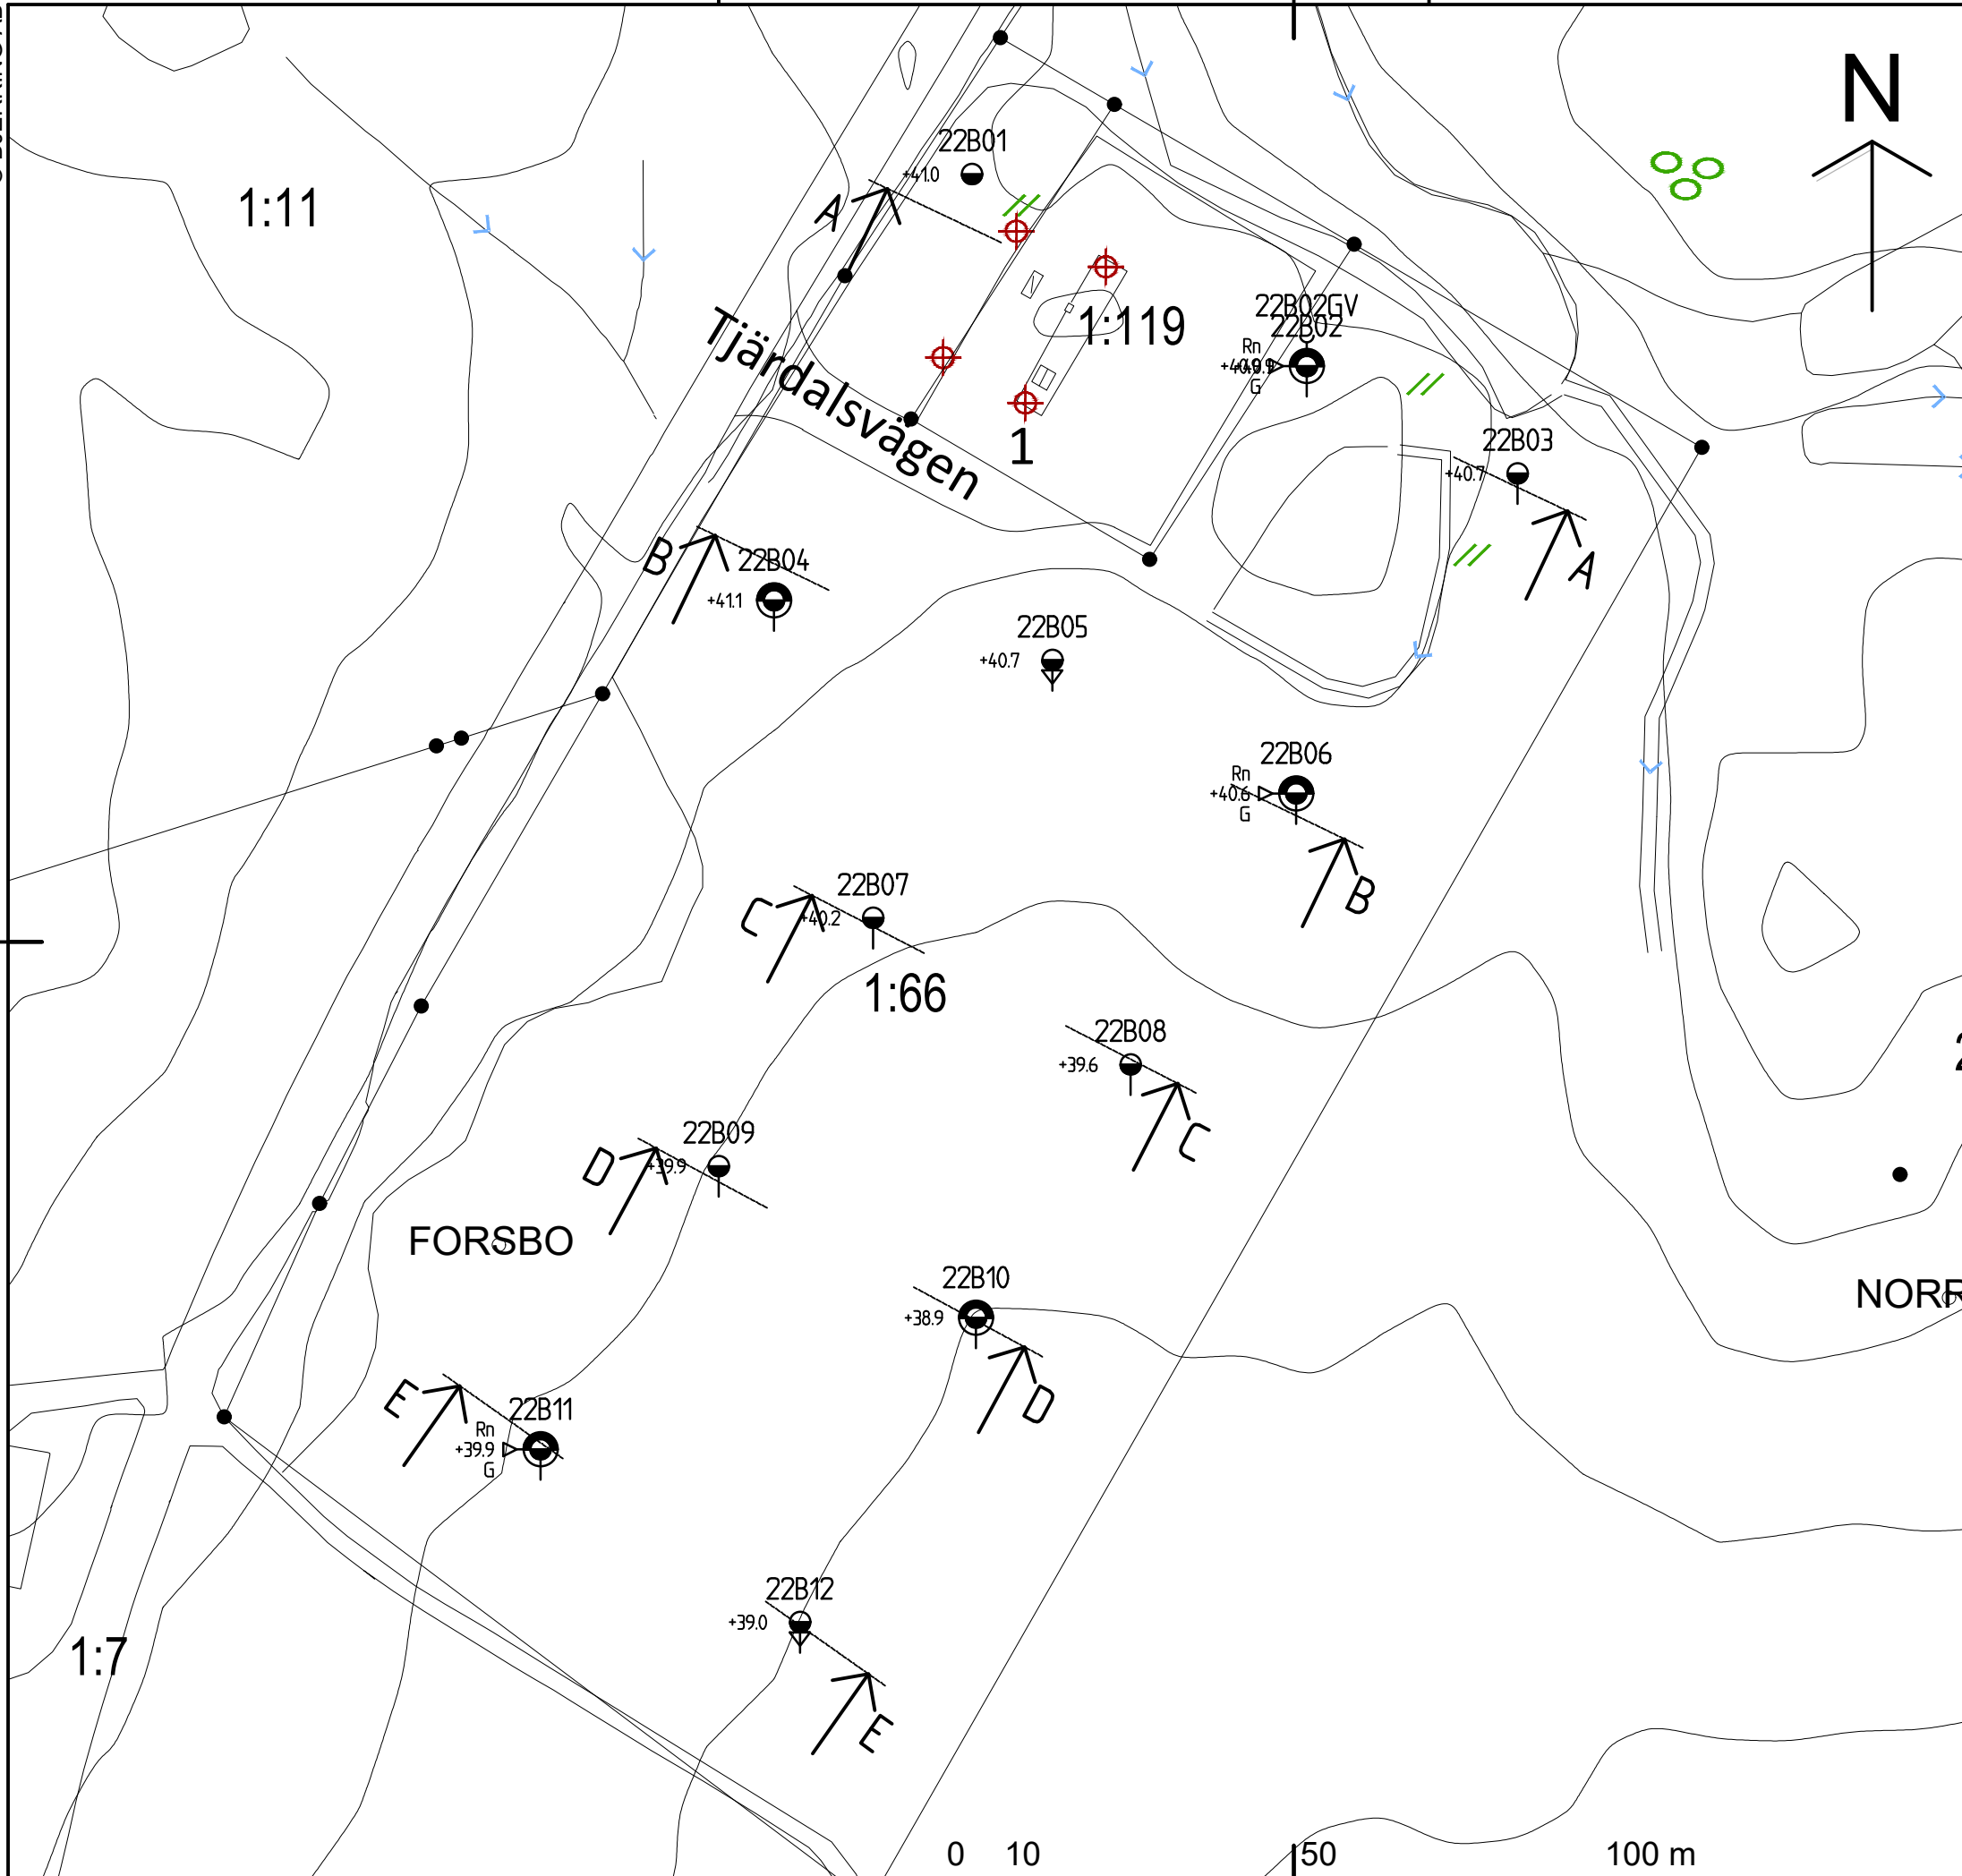 N
22B01
+41.0
1:11
A
22B02GV
22B02
Rn
G
1:119
Tjärdalsvägen
1
22B03
+40.7
A
B
22B04
+41.1
22B05
+40.7
22B06
Rn
+40.6
G
B
22B07
+40.2
C
1:66
22B08
+39.6
C
22B09
+39.9
D
FORSBO
22B10
+38.9
D
E
22B11
Rn
+39.9
G
22B12
+39.0
E
1:7
0 10 50 100 m